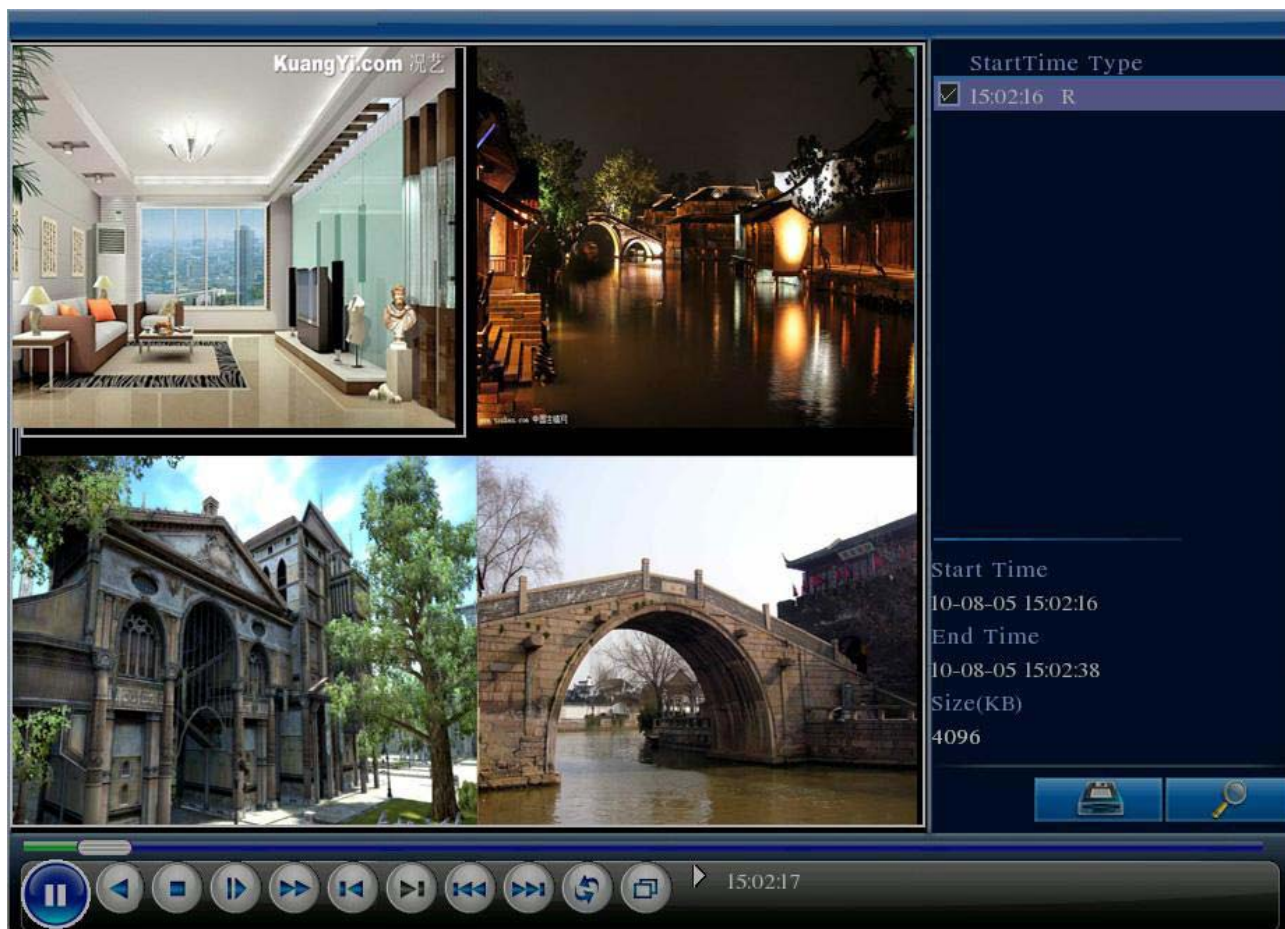 KuangYi.com 况艺
StartTime Type
15:02:16 R
Start Time
10-08-05 15:02:16
End Time
10-08-05 15:02:38
Size(KB)
4096
15:02:17